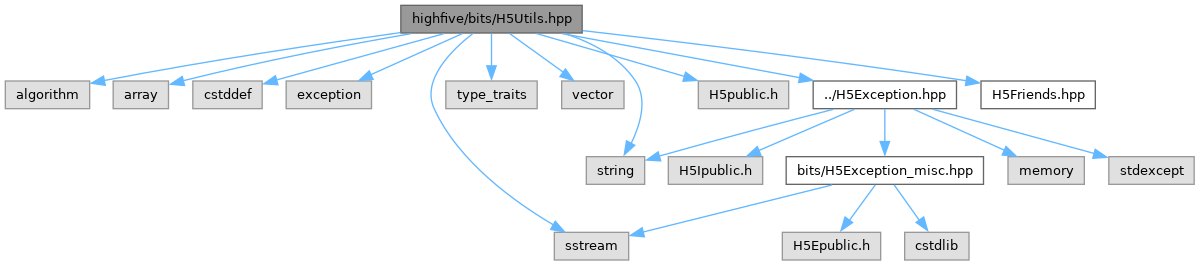 highfive/bits/H5Utils.hpp
algorithm
array
cstddef
exception
type_traits
vector
H5public.h
../H5Exception.hpp
H5Friends.hpp
string
H5Ipublic.h
bits/H5Exception_misc.hpp
memory
stdexcept
sstream
H5Epublic.h
cstdlib